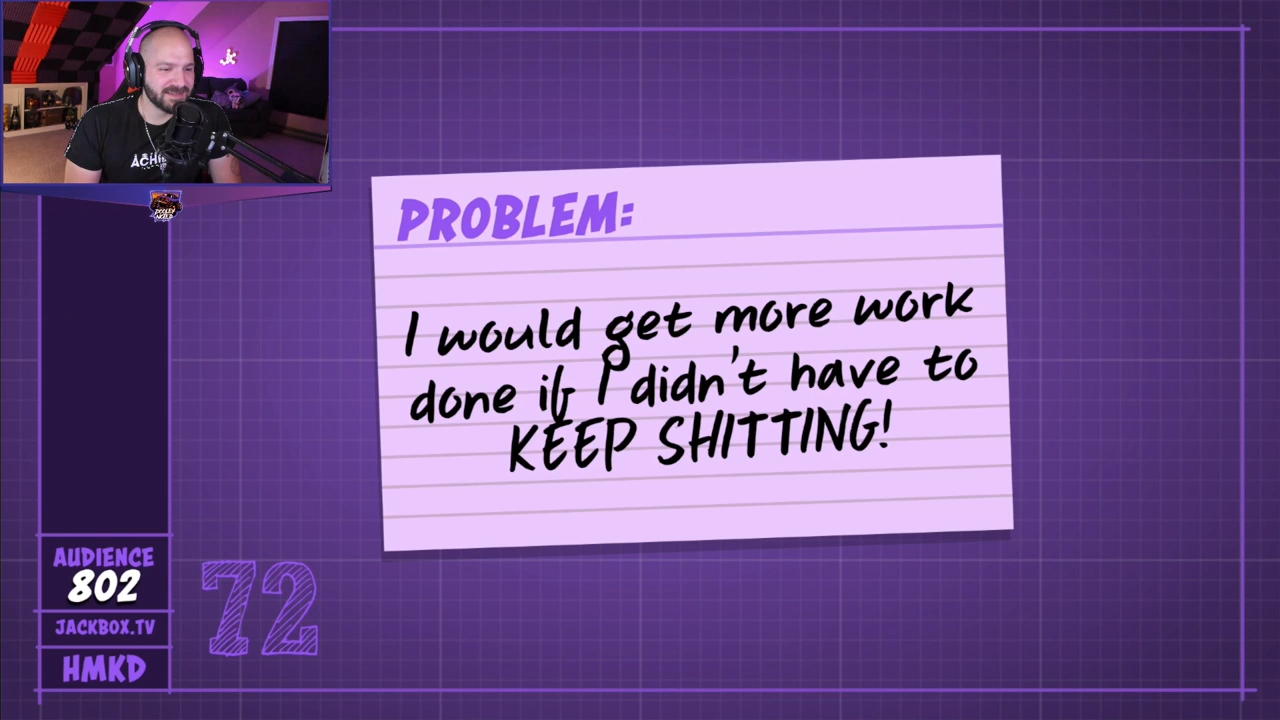 PROBLEM:
I would get more work
done if I didn't have to
KEEP SHITTING!
AUDIENCE
802
JACKBOX.TV
HMKD
72